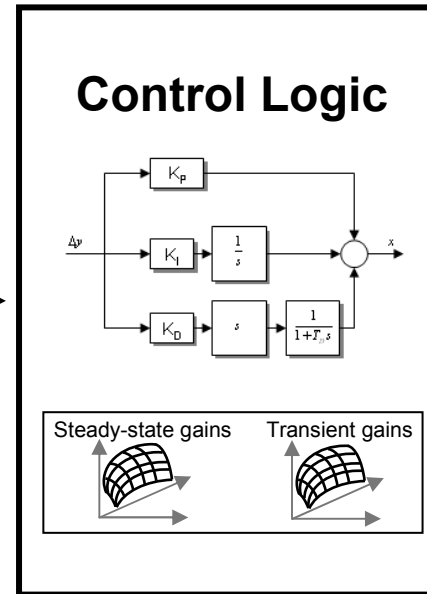 Control Logic
K_P
Δy
K_I
1
s
x
K_D
s
1
1+T_D s
Steady-state gains Transient gains